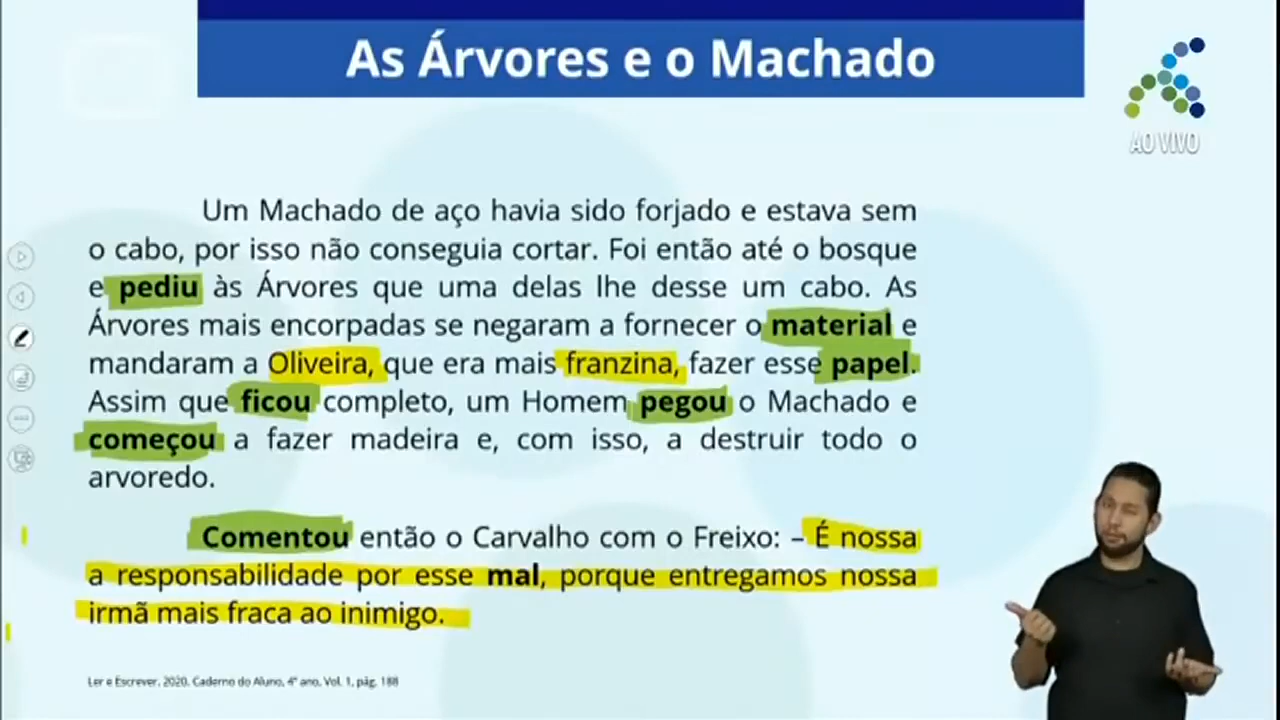 As Árvores e o Machado
AO VIVO
Um Machado de aço havia sido forjado e estava sem
o cabo, por isso não conseguia cortar. Foi então até o bosque
e pediu às Árvores que uma delas lhe desse um cabo. As
Árvores mais encorpadas se negaram a fornecer o material e
mandaram a Oliveira, que era mais franzina, fazer esse papel.
Assim que ficou completo, um Homem pegou o Machado e
começou a fazer madeira e, com isso, a destruir todo o
arvoredo.
Comentou então o Carvalho com o Freixo: – É nossa
a responsabilidade por esse mal, porque entregamos nossa
irmã mais fraca ao inimigo.
Ler e Escrever, 2020, Caderno do Aluno, 4° ano, Vol. 1, pág. 188